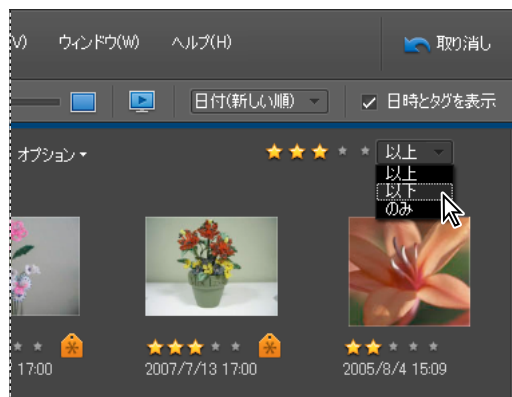 V) ウィンドウ(W) ヘルプ(H) 取り消し
日付(新しい順) 日時とタグを表示
オプション 以上
以上
以下
のみ
17:00 2007/7/13 17:00 2005/8/4 15:09